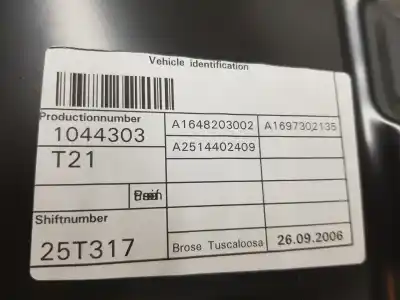 Vehicle identification
Productionnumber
1044303
A1648203002
A1697302135
T21
A2514402409
Shiftnumber
25T317
Brose Tuscaloosa
26.09.2006